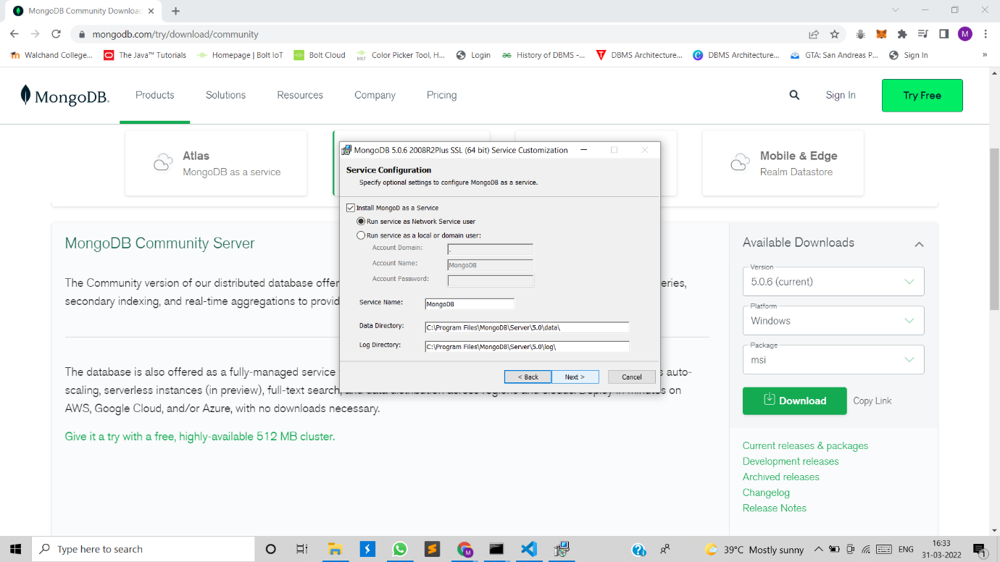 MongoDB Community Download
mongodb.com/try/download/community
M
Walchand College...
The Java™ Tutorials
Homepage | Bolt IoT
Bolt Cloud
Color Picker Tool, H...
Login
History of DBMS -...
DBMS Architecture...
DBMS Architecture...
GTA: San Andreas P...
Sign In
»
MongoDB.
Products
Solutions
Resources
Company
Pricing
Sign In
Try Free
Atlas
MongoDB as a service
Mobile & Edge
Realm Datastore
MongoDB 5.0.6 2008R2Plus SSL (64 bit) Service Customization
Service Configuration
Specify optional settings to configure MongoDB as a service.
Install MongoD as a Service
Run service as Network Service user
Run service as a local or domain user:
Account Domain: .
Account Name: MongoDB
Account Password:
Service Name: MongoDB
Data Directory: C:\Program Files\MongoDB\Server\5.0\data\
Log Directory: C:\Program Files\MongoDB\Server\5.0\log\
< Back
Next >
Cancel
MongoDB Community Server
The Community version of our distributed database offer eries,
secondary indexing, and real-time aggregations to provid
The database is also offered as a fully-managed service s auto-
scaling, serverless instances (in preview), full-text search, and data distribution across regions and clouds. Deploy in minutes on
AWS, Google Cloud, and/or Azure, with no downloads necessary.
Give it a try with a free, highly-available 512 MB cluster.
Available Downloads
Version
5.0.6 (current)
Platform
Windows
Package
msi
Download
Copy Link
Current releases & packages
Development releases
Archived releases
Changelog
Release Notes
Type here to search
39°C Mostly sunny
ENG
16:33
31-03-2022
1